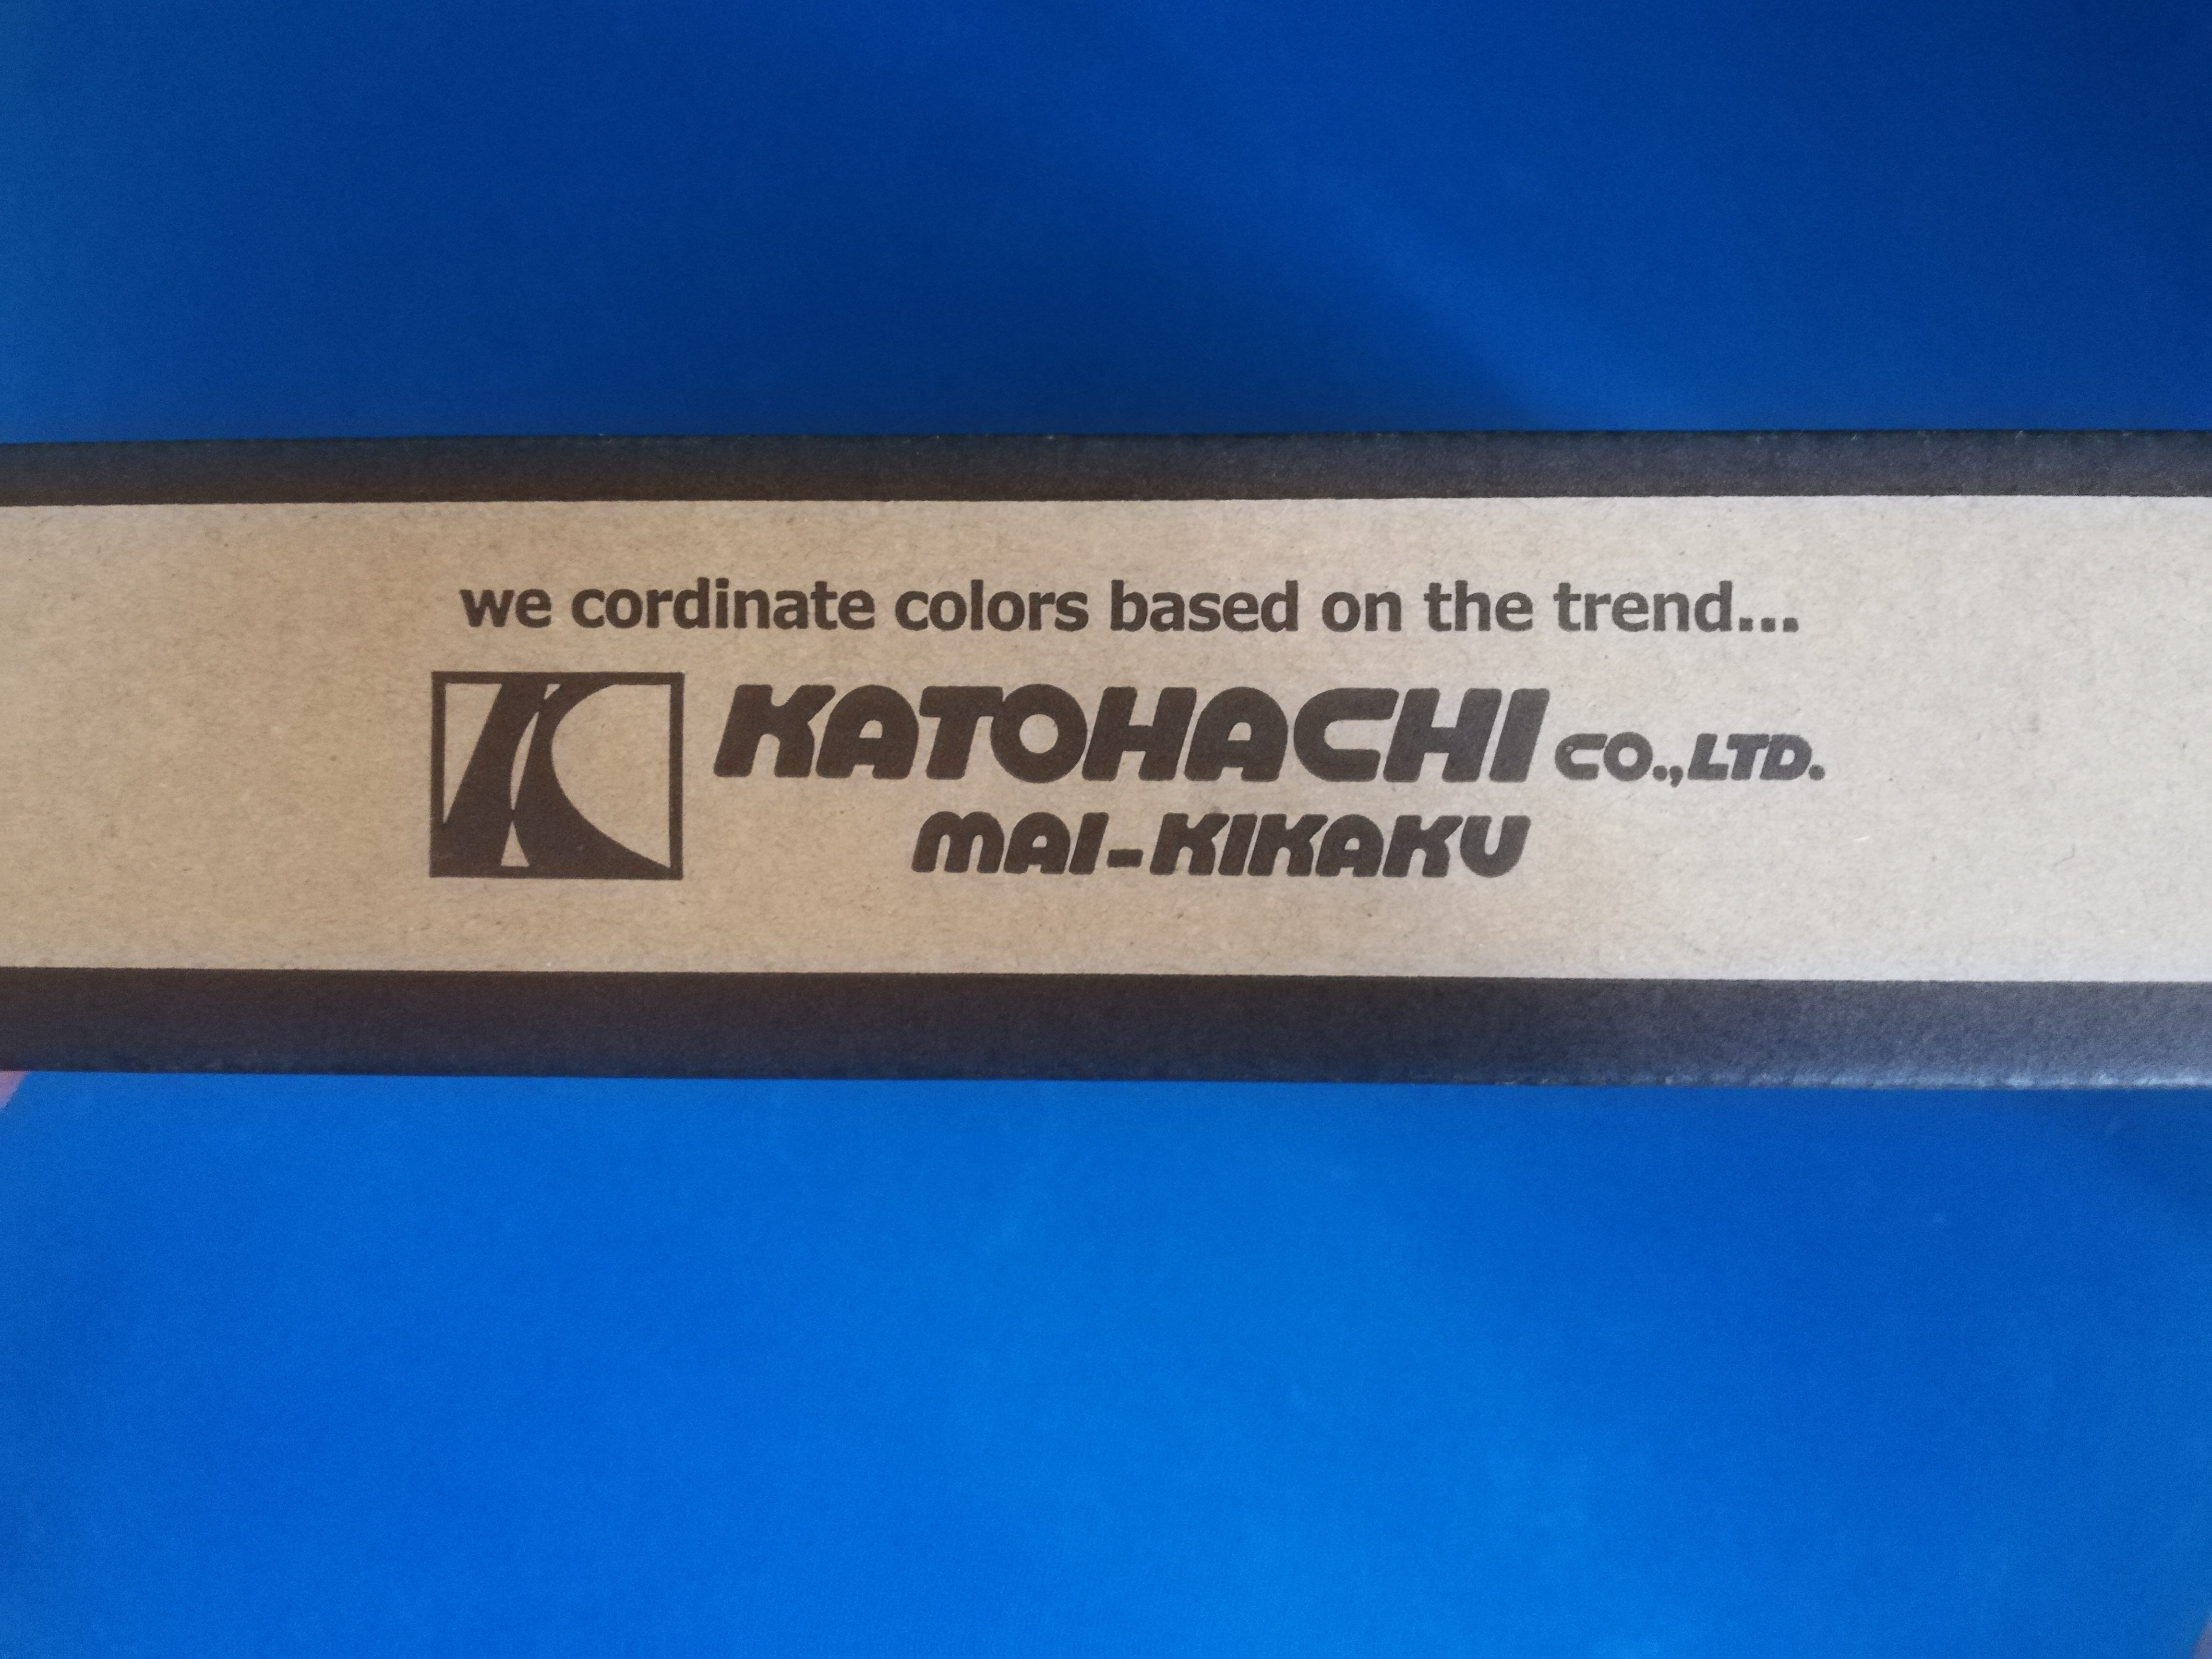 we cordinate colors based on the trend...
KATOHACHI CO.,LTD.
MAI-KIKAKU